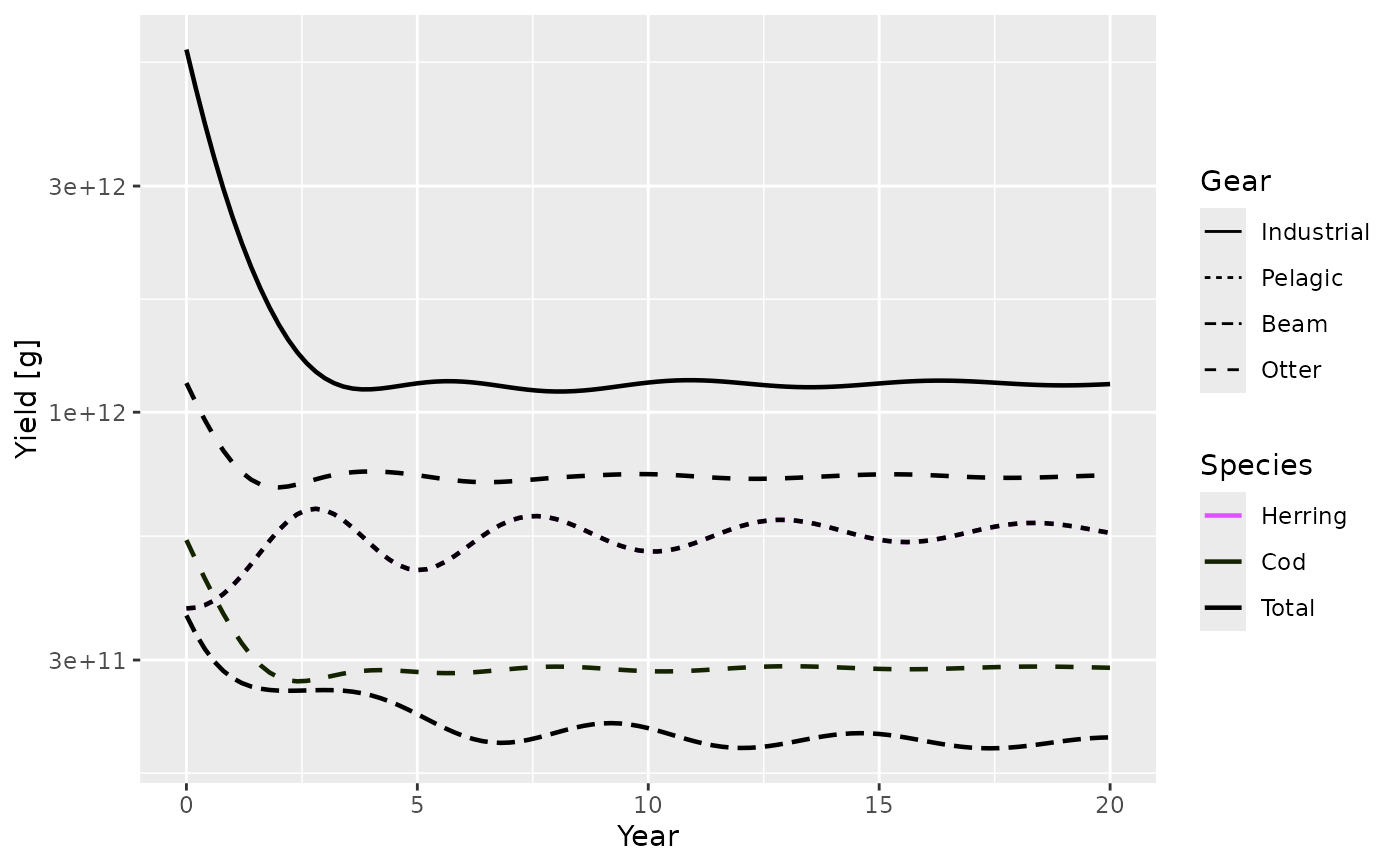 Yield [g]
3e+12
1e+12
3e+11
0 5 10 15 20
Year
Gear
Industrial
Pelagic
Beam
Otter
Species
Herring
Cod
Total